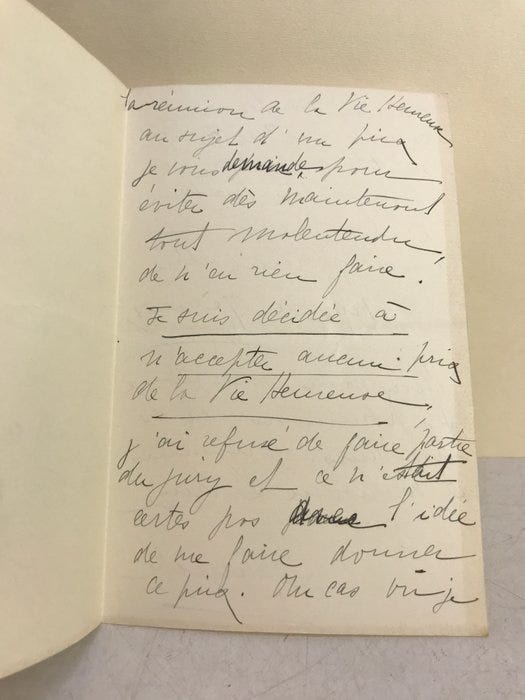 la réunion de la Vie Heureuse
au sujet d'un prix
je vous demande pour
éviter dès maintenant
tout malentendu,
de n'en rien faire.
Je suis décidée à
n'accepter aucun prix
de la Vie Heureuse,
j'ai refusé de faire partie
du jury et ce n'était
certes pas l'idée
de me faire donner
ce prix. Au cas où je